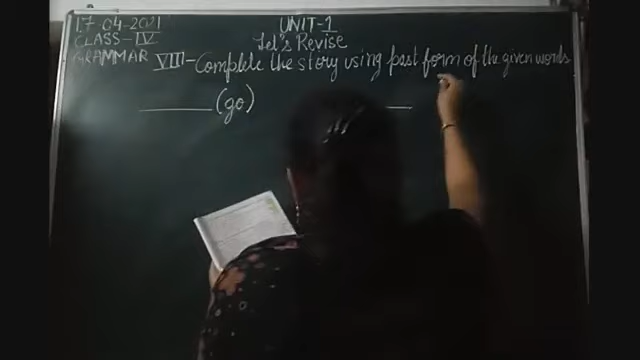 17-04-2021 UNIT-1
CLASS-IV Let's Revise
GRAMMAR VIII-Complete the story using past form of the given words
______(go) __